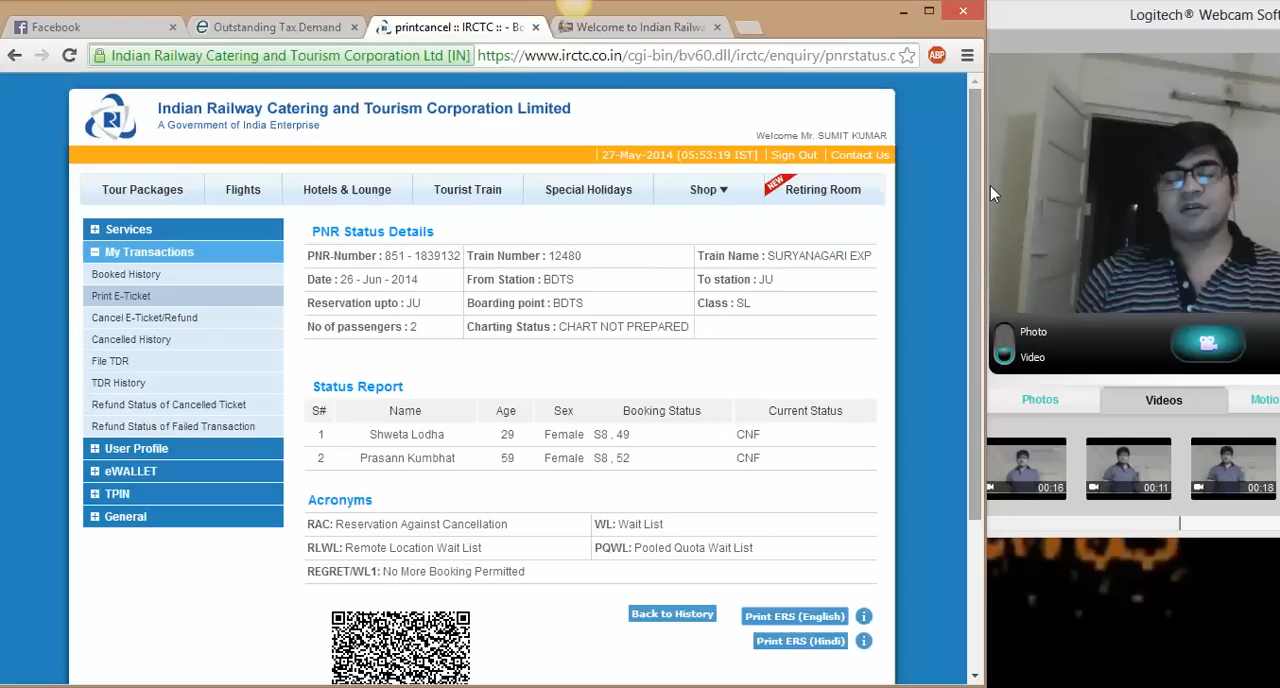 Facebook × Outstanding Tax Demand × printcancel :: IRCTC :: - Bo × Welcome to Indian Railw ×
Logitech® Webcam Soft
Indian Railway Catering and Tourism Corporation Ltd [IN] https://www.irctc.co.in/cgi-bin/bv60.dll/irctc/enquiry/pnrstatus.c ABP
Indian Railway Catering and Tourism Corporation Limited
A Government of India Enterprise
Welcome Mr. SUMIT KUMAR
| 27-May-2014 [05:53:19 IST] | Sign Out | Contact Us
Tour Packages Flights Hotels & Lounge Tourist Train Special Holidays Shop ▼ NEW Retiring Room
Services
My Transactions
Booked History
Print E-Ticket
Cancel E-Ticket/Refund
Cancelled History
File TDR
TDR History
Refund Status of Cancelled Ticket
Refund Status of Failed Transaction
User Profile
eWALLET
TPIN
General
PNR Status Details
PNR-Number : 851 - 1839132 Train Number : 12480 Train Name : SURYANAGARI EXP
Date : 26 - Jun - 2014 From Station : BDTS To station : JU
Reservation upto : JU Boarding point : BDTS Class : SL
No of passengers : 2 Charting Status : CHART NOT PREPARED
Status Report
S# Name Age Sex Booking Status Current Status
1 Shweta Lodha 29 Female S8 , 49 CNF
2 Prasann Kumbhat 59 Female S8 , 52 CNF
Acronyms
RAC: Reservation Against Cancellation WL: Wait List
RLWL: Remote Location Wait List PQWL: Pooled Quota Wait List
REGRET/WL1: No More Booking Permitted
Back to History Print ERS (English) i
Print ERS (Hindi) i
Photo
Video
Photos Videos Motio
00:16 00:11 00:18